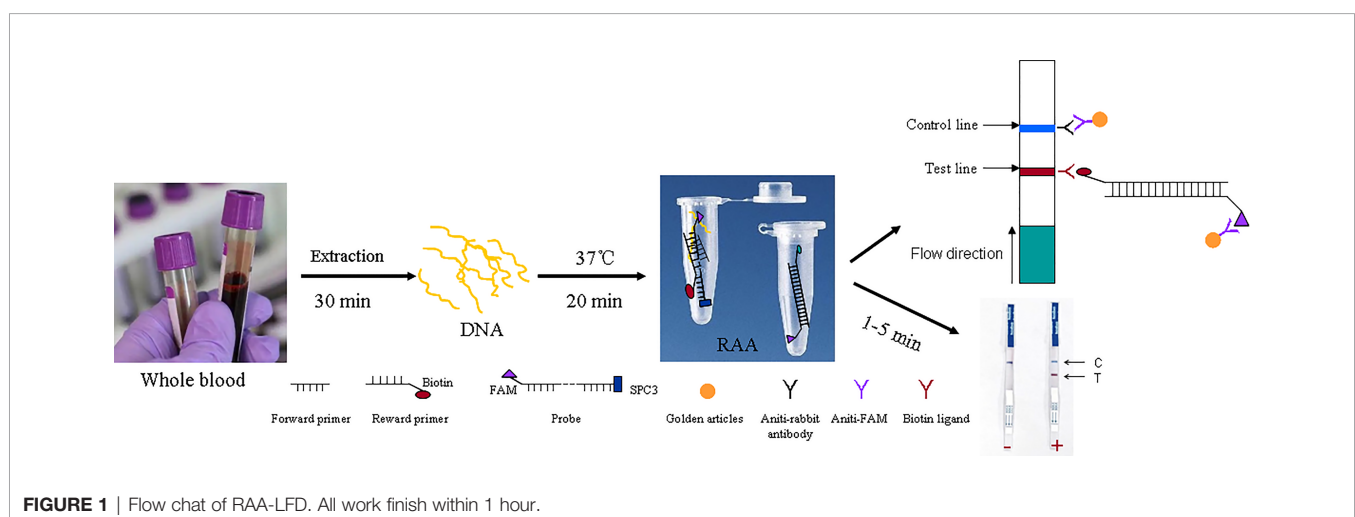 Control line
Test line
Flow direction
Extraction
30 min
DNA
37℃
20 min
RAA
1-5 min
C
T
Whole blood
Biotin
FAM
SPC3
Forward primer
Reward primer
Probe
Golden articles
Aniti-rabbit
antibody
Aniti-FAM
Biotin ligand
-
+
FIGURE 1 | Flow chat of RAA-LFD. All work finish within 1 hour.